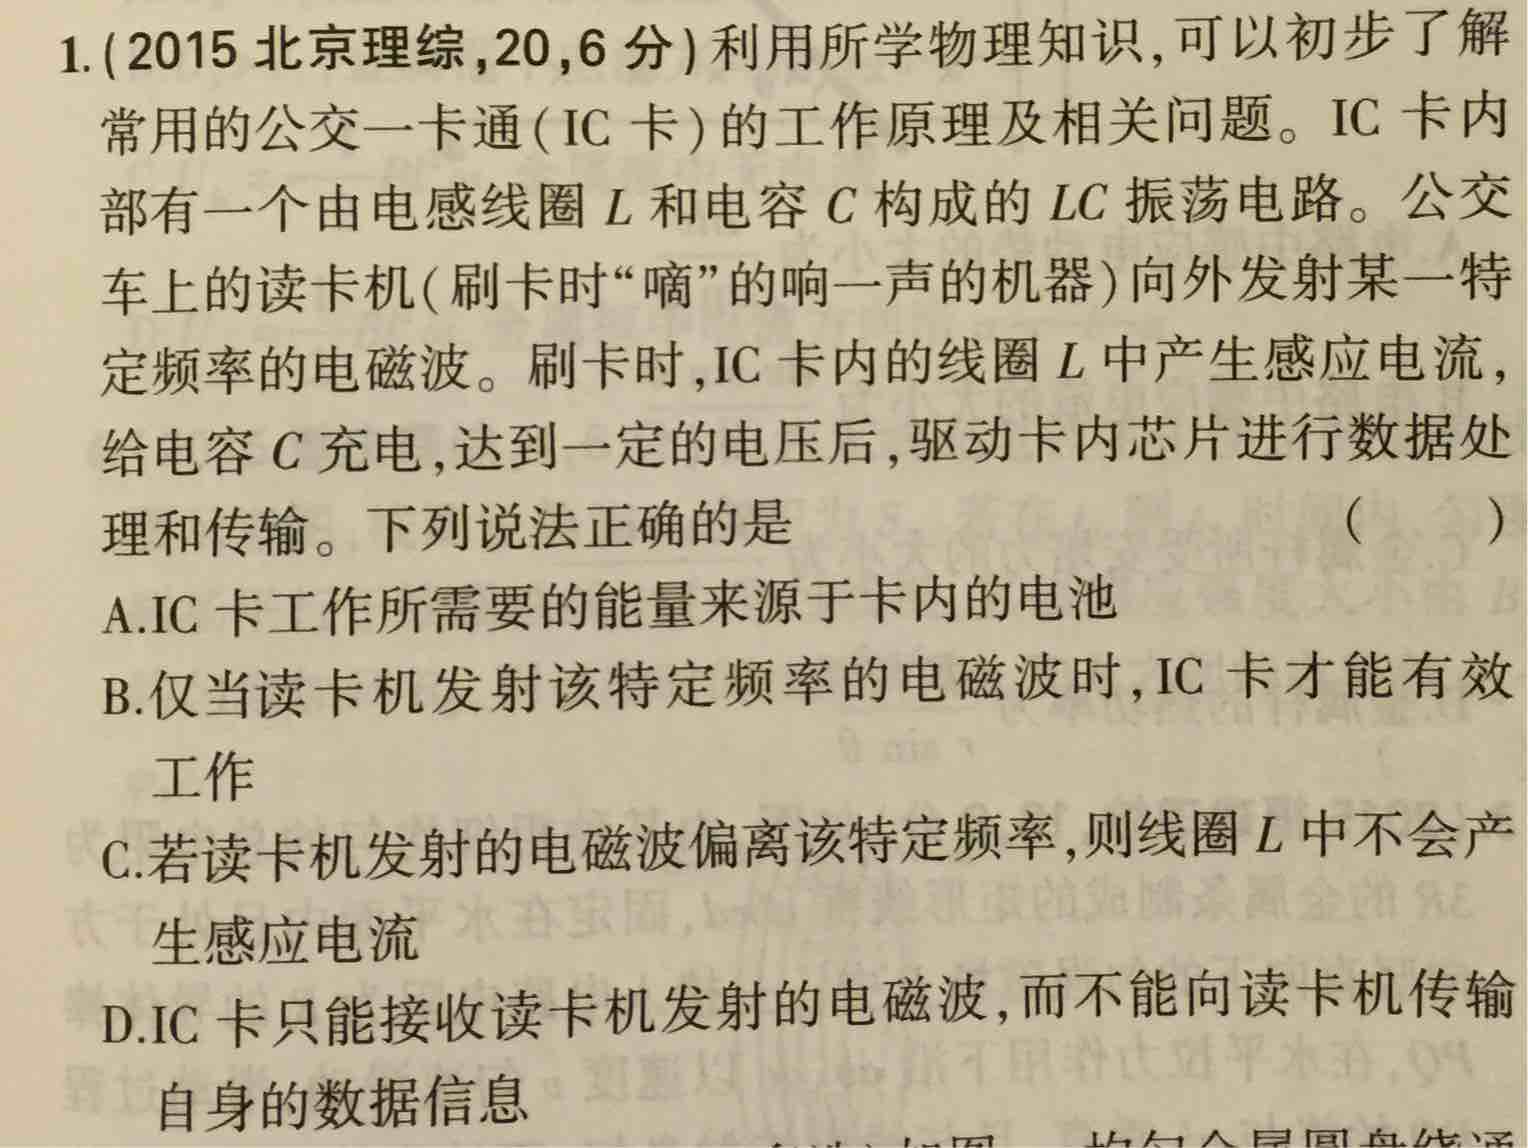 1.(2015 北京理综,20,6 分)利用所学物理知识,可以初步了解
常用的公交一卡通(IC 卡)的工作原理及相关问题。IC 卡内
部有一个由电感线圈 L 和电容 C 构成的 LC 振荡电路。公交
车上的读卡机(刷卡时“嘀”的响一声的机器)向外发射某一特
定频率的电磁波。刷卡时,IC 卡内的线圈 L 中产生感应电流,
给电容 C 充电,达到一定的电压后,驱动卡内芯片进行数据处
理和传输。下列说法正确的是 ( )
A.IC 卡工作所需要的能量来源于卡内的电池
B.仅当读卡机发射该特定频率的电磁波时,IC 卡才能有效
工作
C.若读卡机发射的电磁波偏离该特定频率,则线圈 L 中不会产
生感应电流
D.IC 卡只能接收读卡机发射的电磁波,而不能向读卡机传输
自身的数据信息